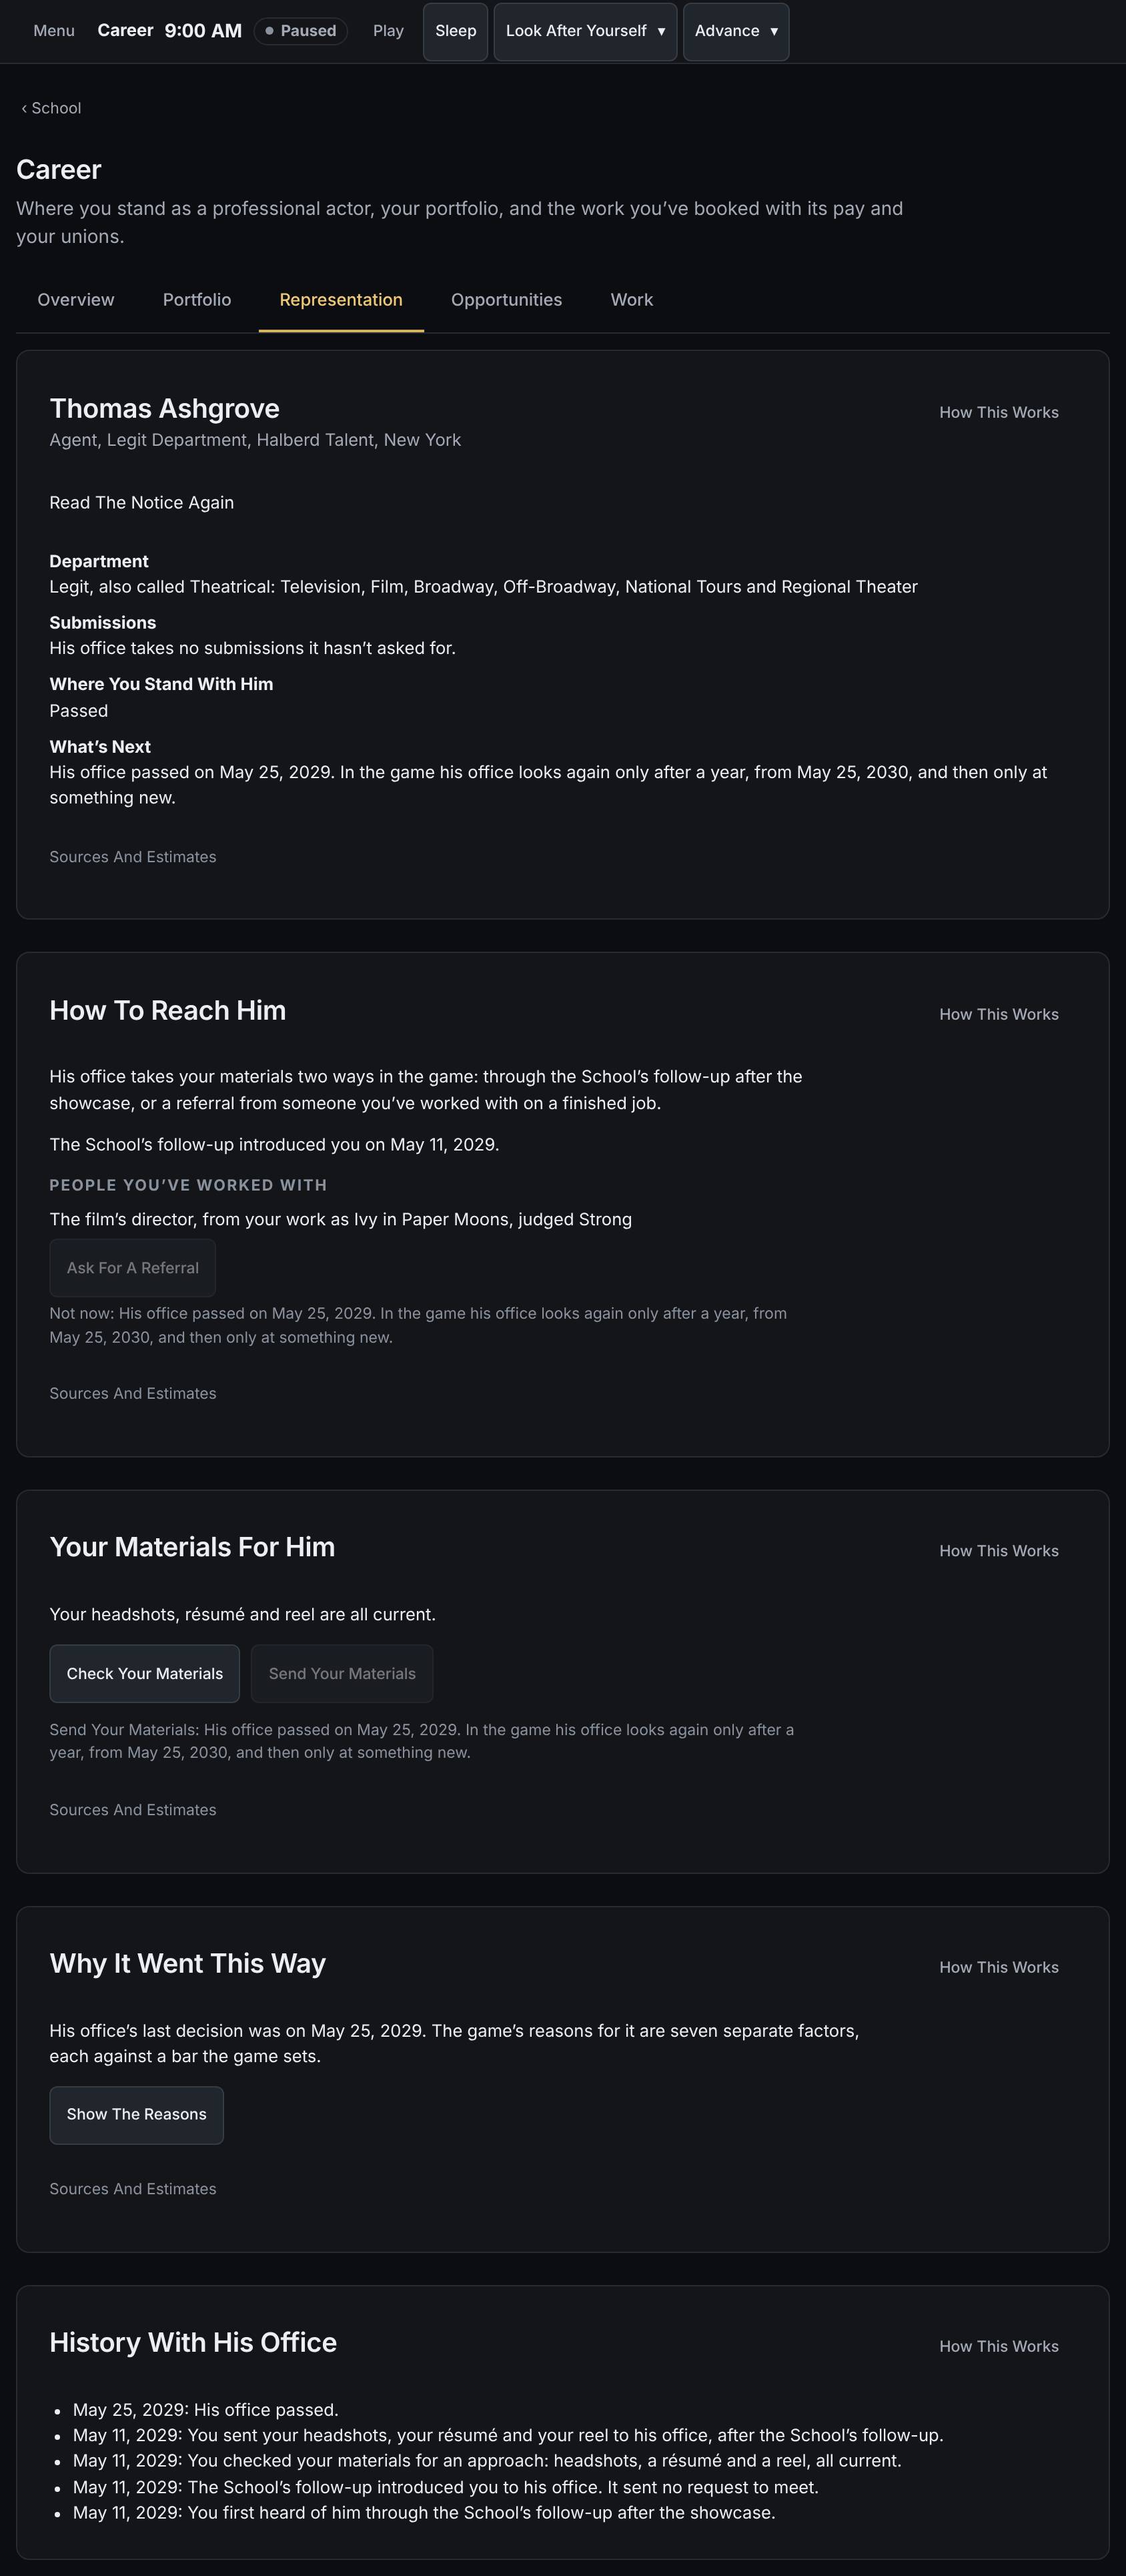 Menu Career 9:00 AM Paused Play Sleep Look After Yourself ▾ Advance ▾
‹ School
Career
Where you stand as a professional actor, your portfolio, and the work you’ve booked with its pay and
your unions.
Overview Portfolio Representation Opportunities Work
Thomas Ashgrove
How This Works
Agent, Legit Department, Halberd Talent, New York
Read The Notice Again
Department
Legit, also called Theatrical: Television, Film, Broadway, Off-Broadway, National Tours and Regional Theater
Submissions
His office takes no submissions it hasn’t asked for.
Where You Stand With Him
Passed
What’s Next
His office passed on May 25, 2029. In the game his office looks again only after a year, from May 25, 2030, and then only at
something new.
Sources And Estimates
How To Reach Him
How This Works
His office takes your materials two ways in the game: through the School’s follow-up after the
showcase, or a referral from someone you’ve worked with on a finished job.
The School’s follow-up introduced you on May 11, 2029.
PEOPLE YOU’VE WORKED WITH
The film’s director, from your work as Ivy in Paper Moons, judged Strong
Ask For A Referral
Not now: His office passed on May 25, 2029. In the game his office looks again only after a year, from
May 25, 2030, and then only at something new.
Sources And Estimates
Your Materials For Him
How This Works
Your headshots, résumé and reel are all current.
Check Your Materials Send Your Materials
Send Your Materials: His office passed on May 25, 2029. In the game his office looks again only after a
year, from May 25, 2030, and then only at something new.
Sources And Estimates
Why It Went This Way
How This Works
His office’s last decision was on May 25, 2029. The game’s reasons for it are seven separate factors,
each against a bar the game sets.
Show The Reasons
Sources And Estimates
History With His Office
How This Works
• May 25, 2029: His office passed.
• May 11, 2029: You sent your headshots, your résumé and your reel to his office, after the School’s follow-up.
• May 11, 2029: You checked your materials for an approach: headshots, a résumé and a reel, all current.
• May 11, 2029: The School’s follow-up introduced you to his office. It sent no request to meet.
• May 11, 2029: You first heard of him through the School’s follow-up after the showcase.